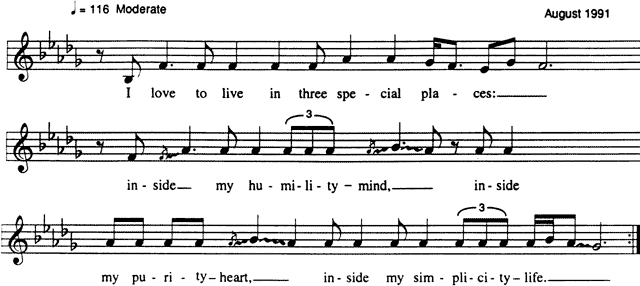 ♩ = 116 Moderate
August 1991
I love to live in three spe - cial pla - ces:
3
3
in - side my hu - mi - li - ty - mind, in - side
3
my pu - ri - ty - heart, in - side my sim - pli - ci - ty - life.